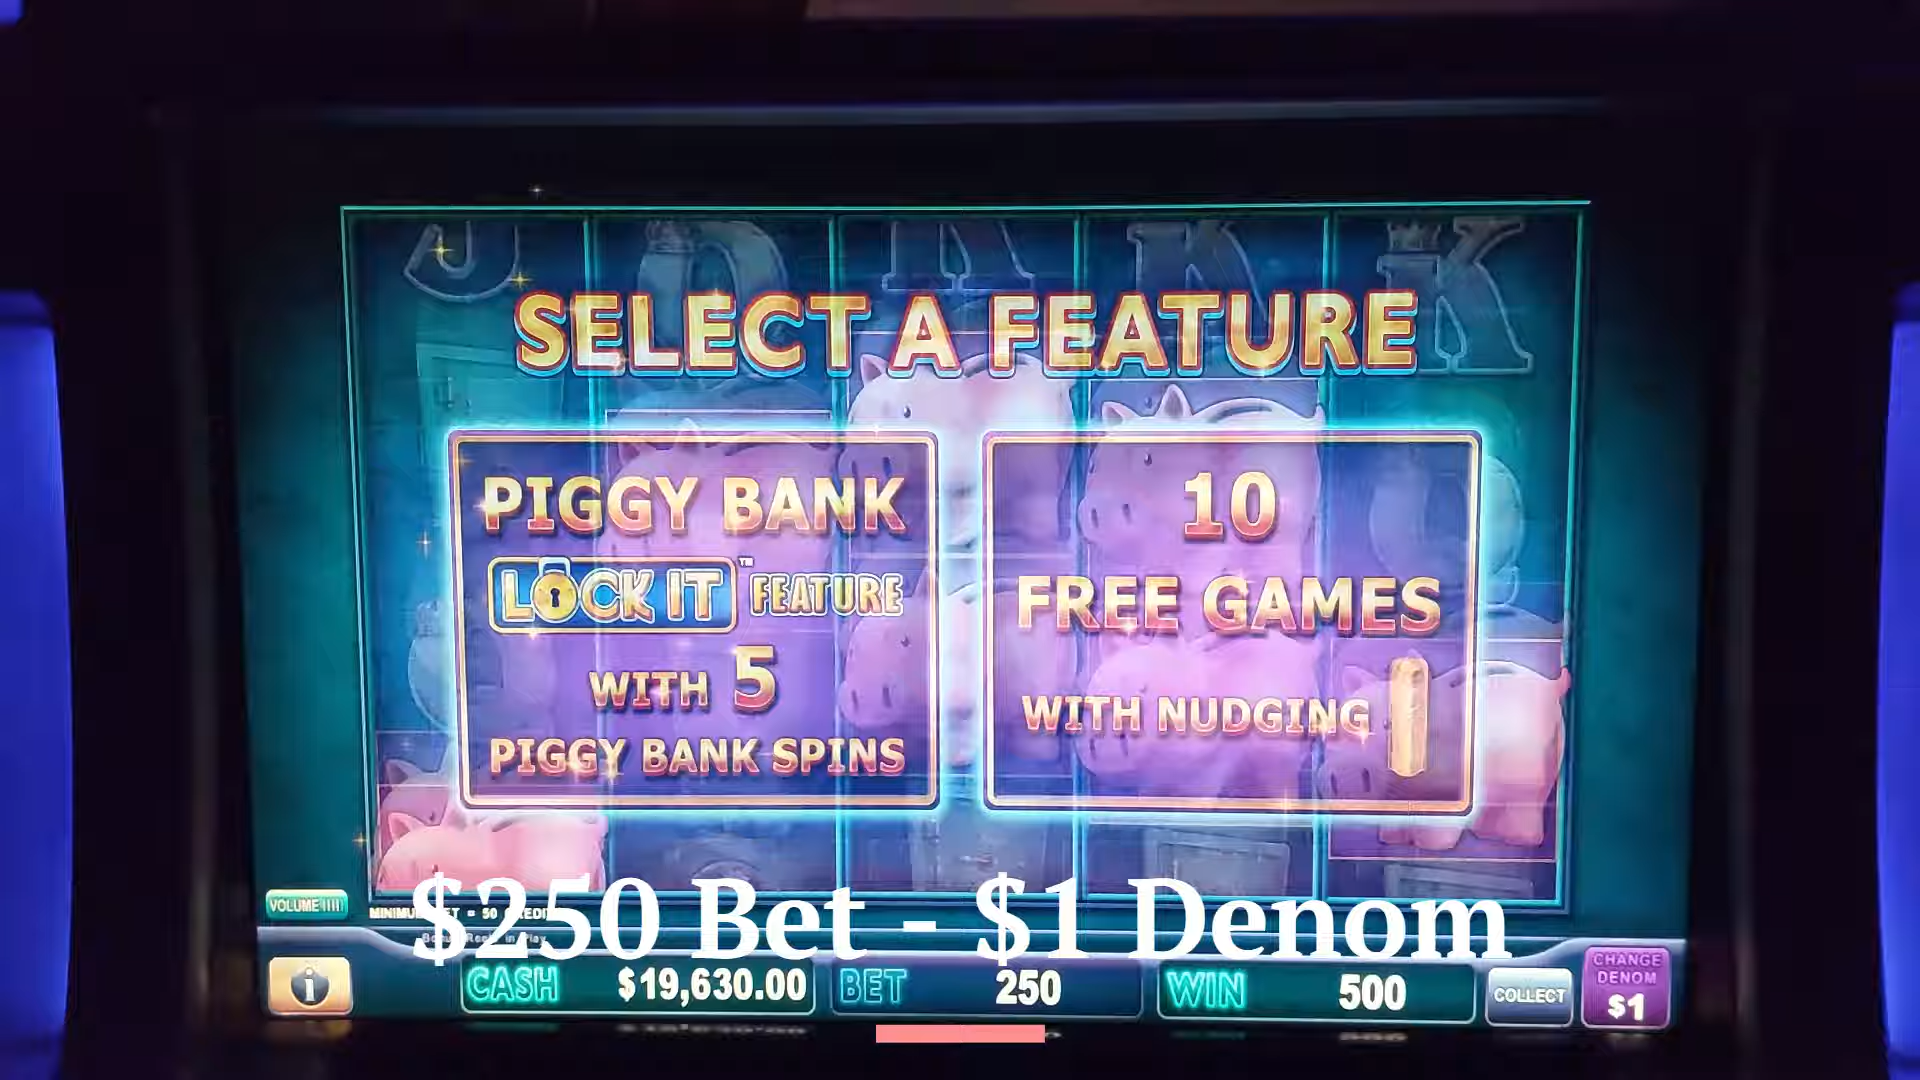 SELECT A FEATURE
PIGGY BANK
LOCK IT™ FEATURE
WITH 5
PIGGY BANK SPINS
10
FREE GAMES
WITH NUDGING
$250 Bet - $1 Denom
VOLUME
CASH $19,630.00 BET 250 WIN 500
COLLECT
CHANGE
DENOM
$1